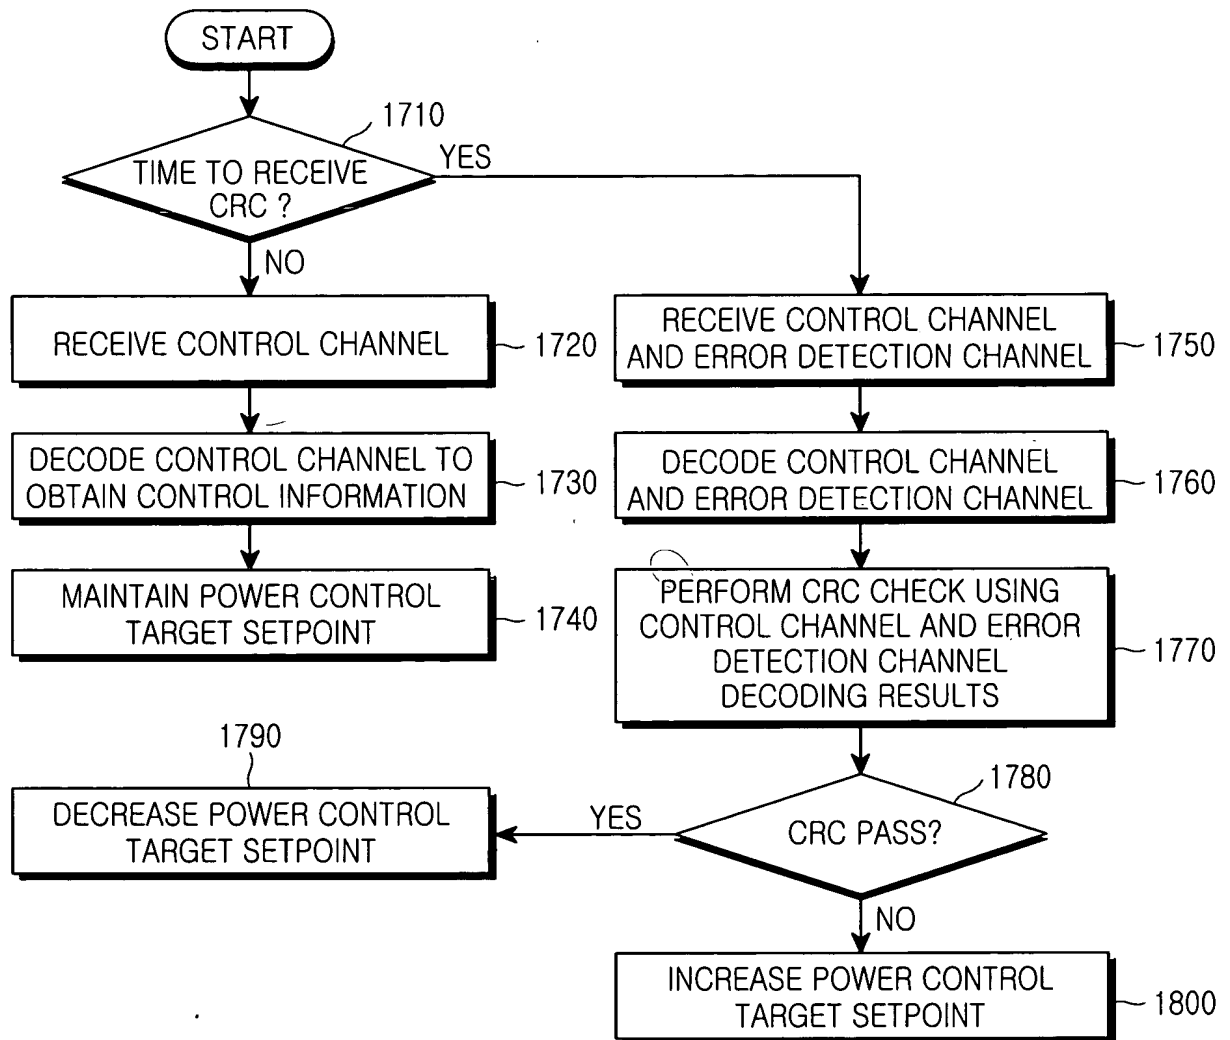 START
1710
TIME TO RECEIVE
CRC ?
YES
NO
RECEIVE CONTROL CHANNEL
1720
DECODE CONTROL CHANNEL TO
OBTAIN CONTROL INFORMATION
1730
MAINTAIN POWER CONTROL
TARGET SETPOINT
1740
RECEIVE CONTROL CHANNEL
AND ERROR DETECTION CHANNEL
1750
DECODE CONTROL CHANNEL
AND ERROR DETECTION CHANNEL
1760
PERFORM CRC CHECK USING
CONTROL CHANNEL AND ERROR
DETECTION CHANNEL
DECODING RESULTS
1770
1780
CRC PASS?
YES
1790
DECREASE POWER CONTROL
TARGET SETPOINT
NO
INCREASE POWER CONTROL
TARGET SETPOINT
1800